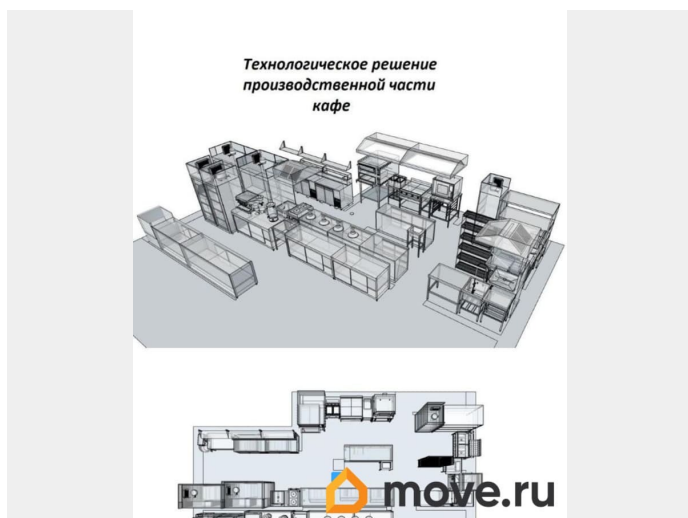 Технологическое решение
производственной части
кафе
move.ru